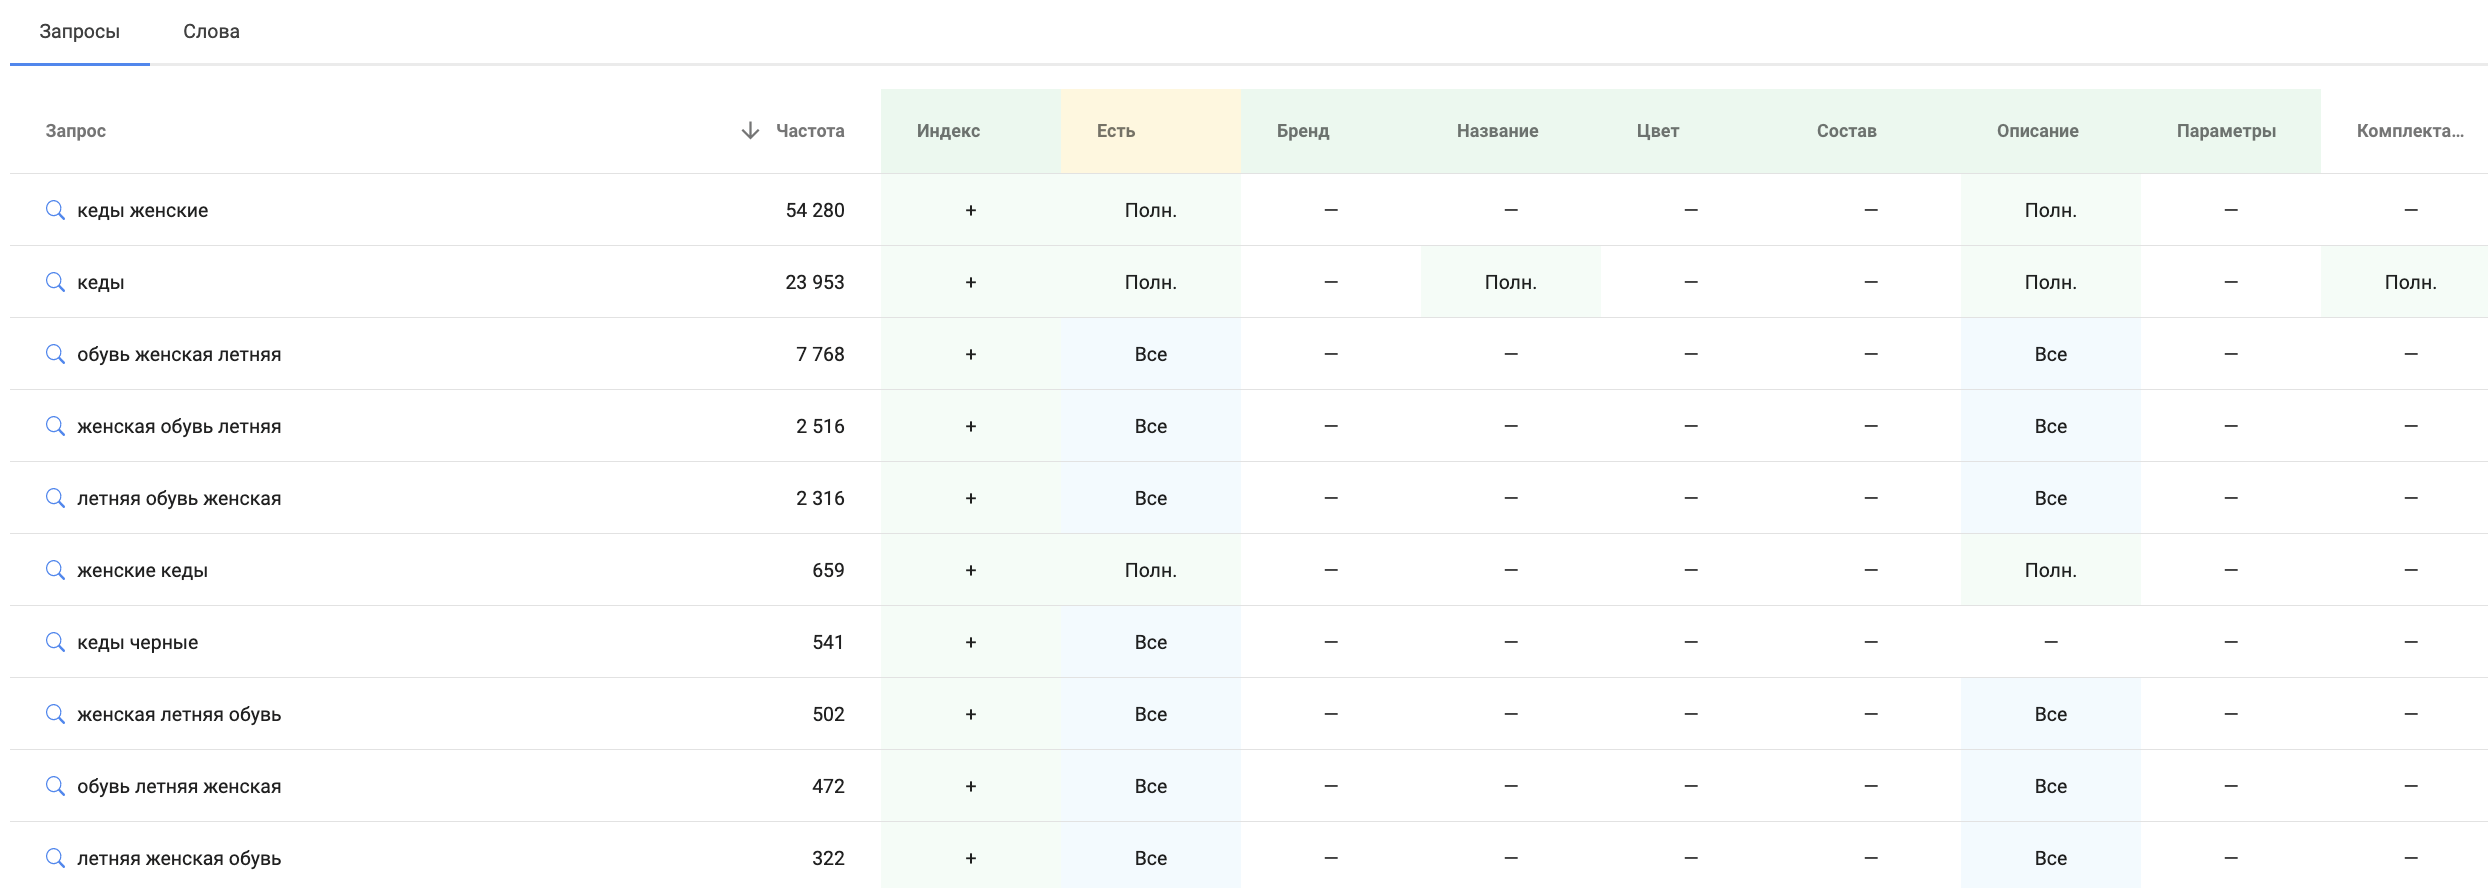 Запросы Слова
Запрос ↓ Частота Индекс Есть Бренд Название Цвет Состав Описание Параметры Комплекта...
кеды женские 54 280 + Полн. — — — — Полн. — —
кеды 23 953 + Полн. — Полн. — — Полн. — Полн.
обувь женская летняя 7 768 + Все — — — — Все — —
женская обувь летняя 2 516 + Все — — — — Все — —
летняя обувь женская 2 316 + Все — — — — Все — —
женские кеды 659 + Полн. — — — — Полн. — —
кеды черные 541 + Все — — — — — — —
женская летняя обувь 502 + Все — — — — Все — —
обувь летняя женская 472 + Все — — — — Все — —
летняя женская обувь 322 + Все — — — — Все — —